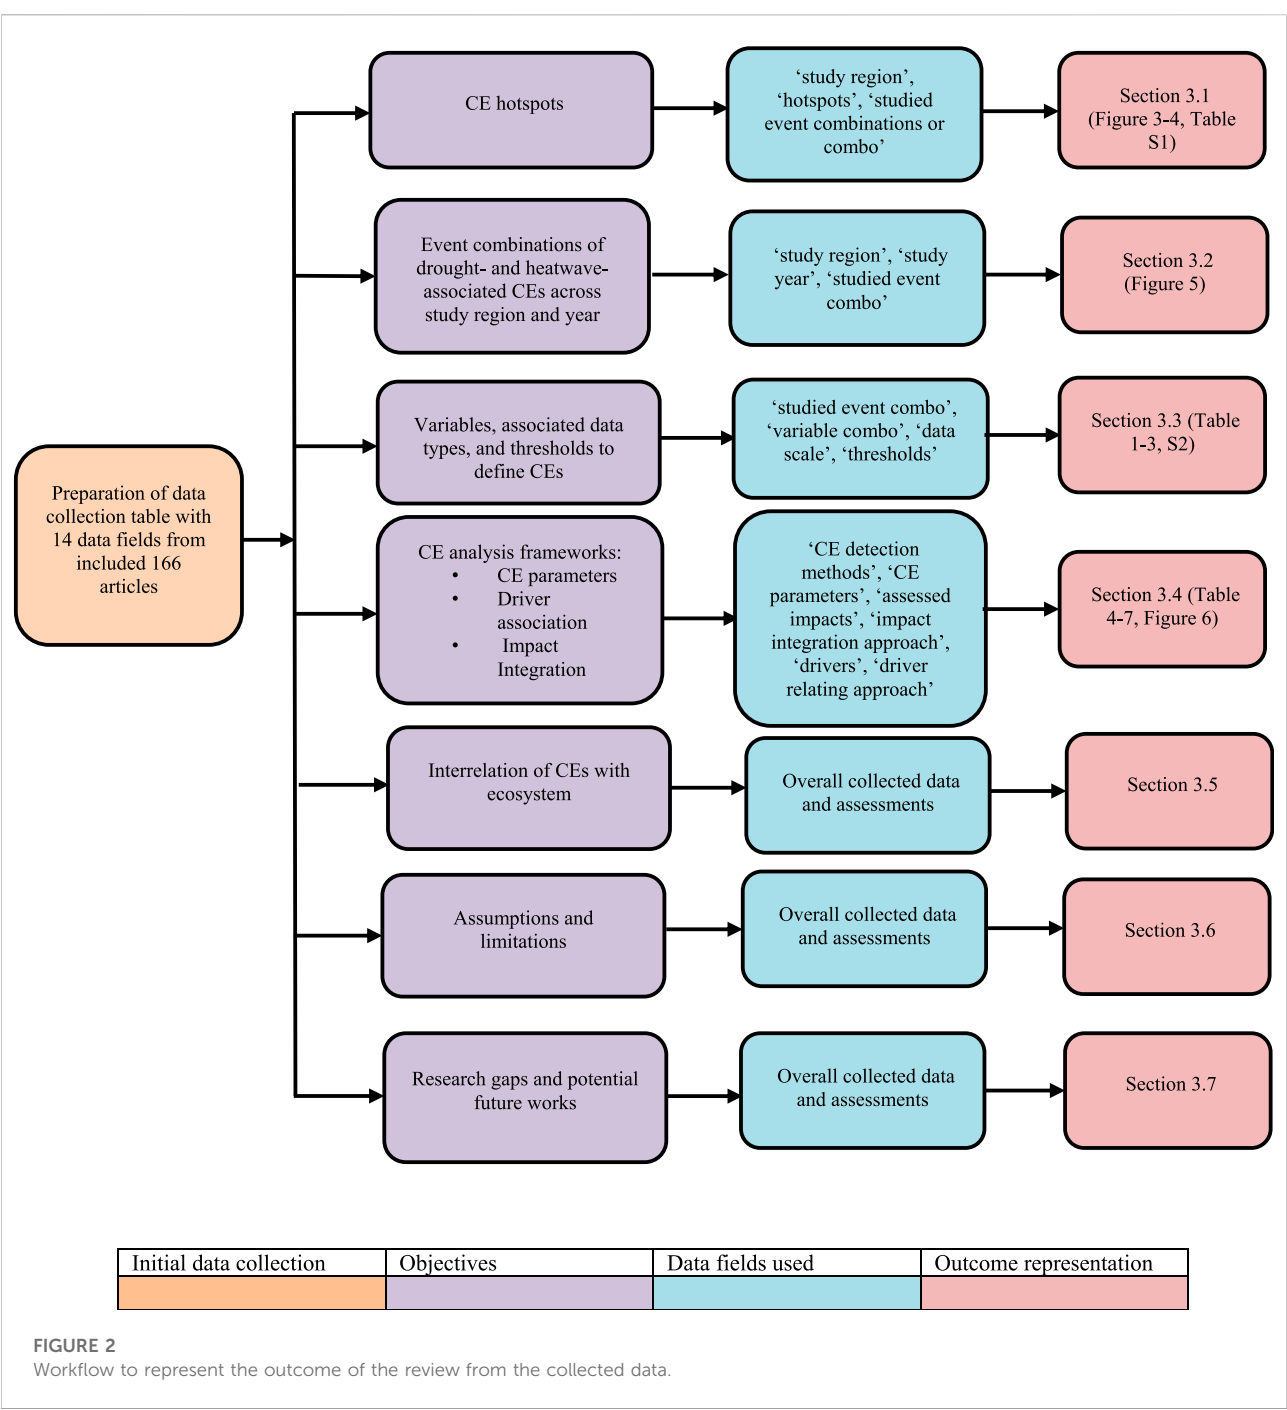 Preparation of data
collection table with
14 data fields from
included 166
articles
CE hotspots
‘study region’,
‘hotspots’, ‘studied
event combinations or
combo’
Section 3.1
(Figure 3-4, Table
S1)
Event combinations of
drought- and heatwave-
associated CEs across
study region and year
‘study region’, ‘study
year’, ‘studied event
combo’
Section 3.2
(Figure 5)
Variables, associated data
types, and thresholds to
define CEs
‘studied event combo’,
‘variable combo’, ‘data
scale’, ‘thresholds’
Section 3.3 (Table
1-3, S2)
CE analysis frameworks:
• CE parameters
• Driver
association
• Impact
Integration
‘CE detection
methods’, ‘CE
parameters’, ‘assessed
impacts’, ‘impact
integration approach’,
‘drivers’, ‘driver
relating approach’
Section 3.4 (Table
4-7, Figure 6)
Interrelation of CEs with
ecosystem
Overall collected data
and assessments
Section 3.5
Assumptions and
limitations
Overall collected data
and assessments
Section 3.6
Research gaps and potential
future works
Overall collected data
and assessments
Section 3.7
Initial data collection
Objectives
Data fields used
Outcome representation
FIGURE 2
Workflow to represent the outcome of the review from the collected data.